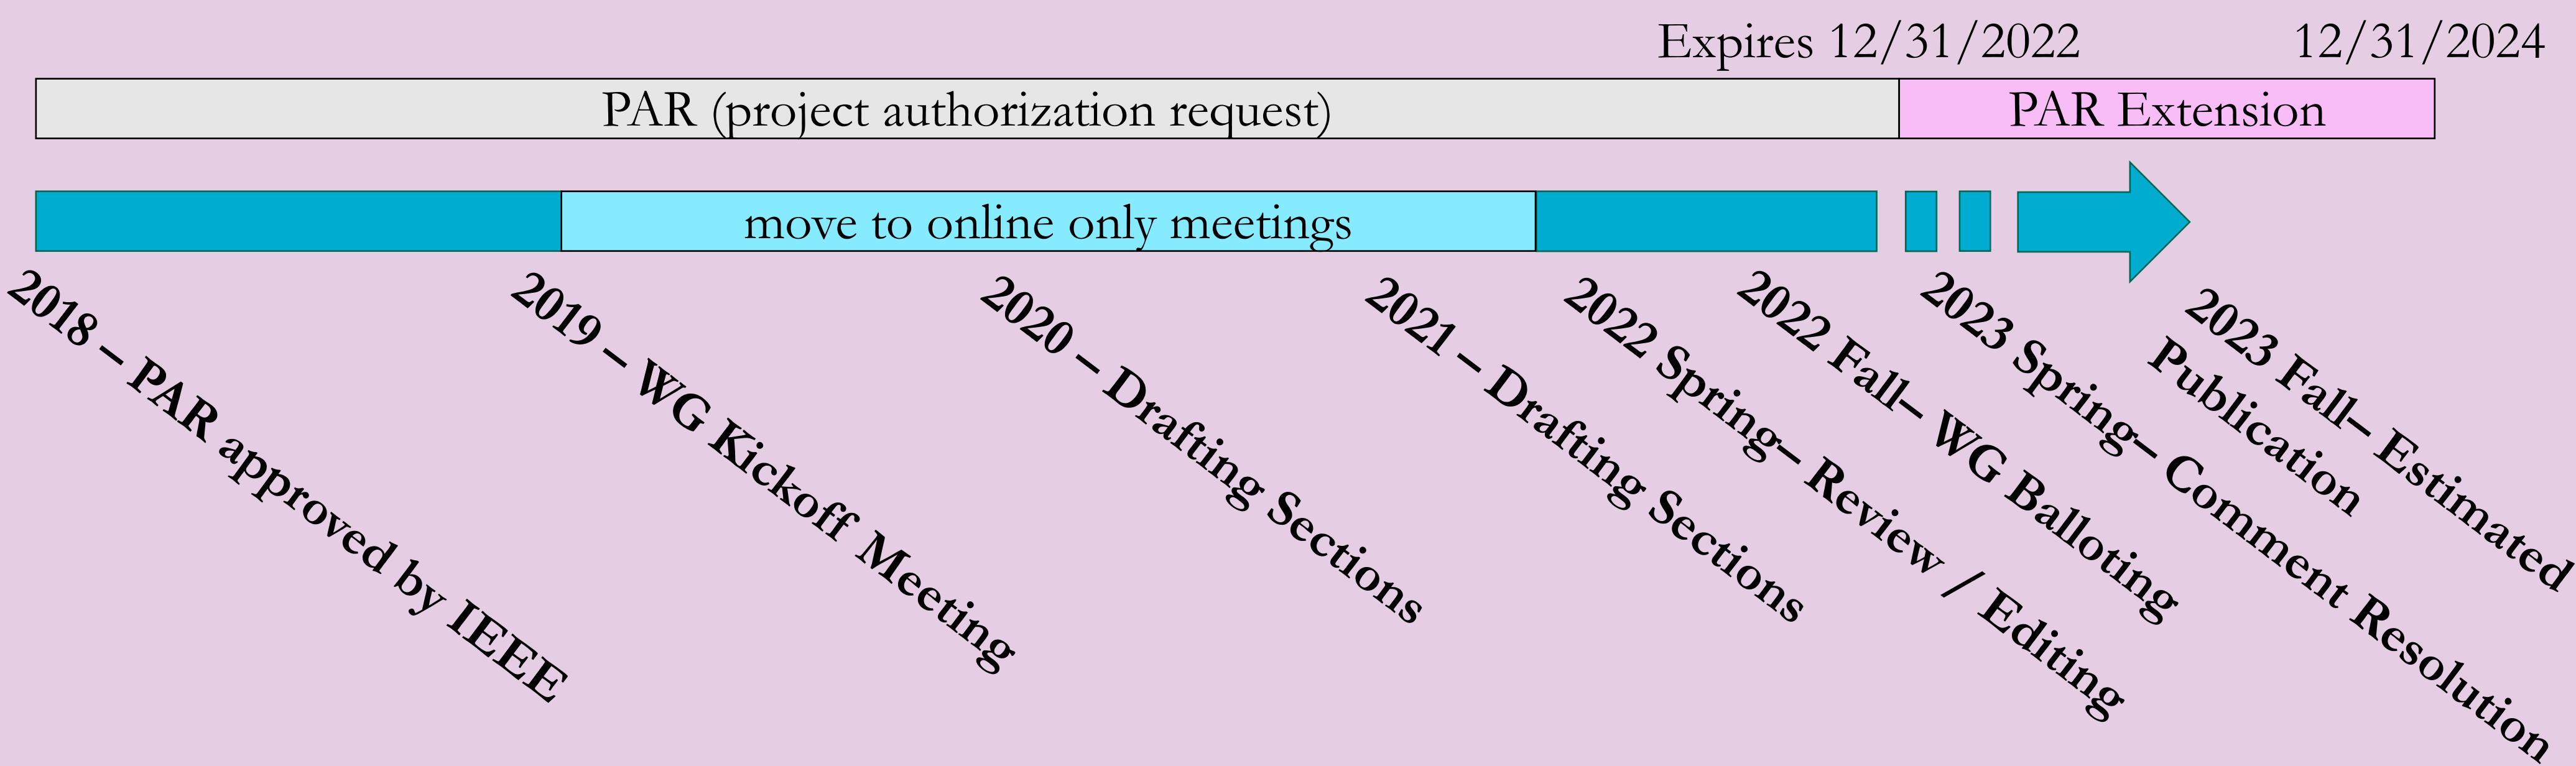 Expires 12/31/2022
12/31/2024
PAR (project authorization request)
PAR Extension
move to online only meetings
2018 – PAR approved by IEEE
2019 – WG Kickoff Meeting
2020 – Drafting Sections
2021 – Drafting Sections
2022 Spring– Review / Editing
2022 Fall– WG Balloting
2023 Spring– Comment Resolution
2023 Fall– Estimated
Publication